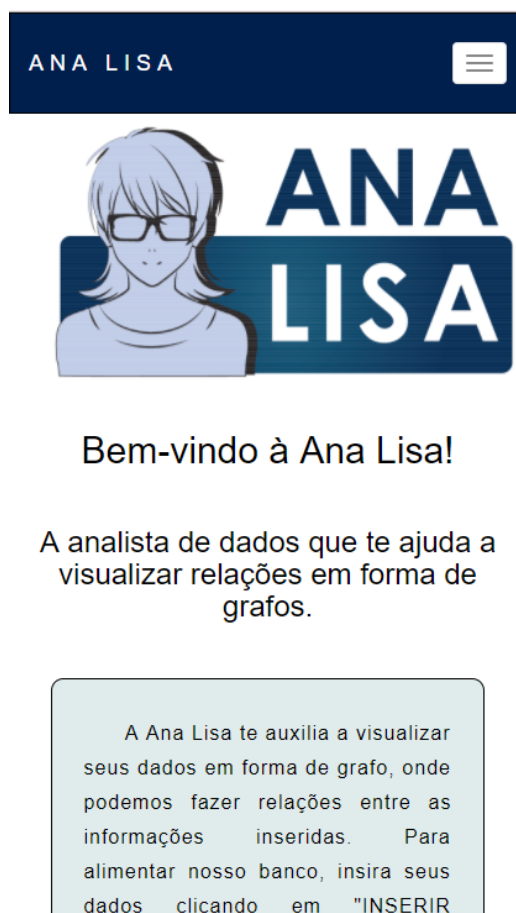 ANA LISA
ANA
LISA
Bem-vindo à Ana Lisa!
A analista de dados que te ajuda a
visualizar relações em forma de
grafos.
A Ana Lisa te auxilia a visualizar
seus dados em forma de grafo, onde
podemos fazer relações entre as
informações inseridas. Para
alimentar nosso banco, insira seus
dados clicando em "INSERIR